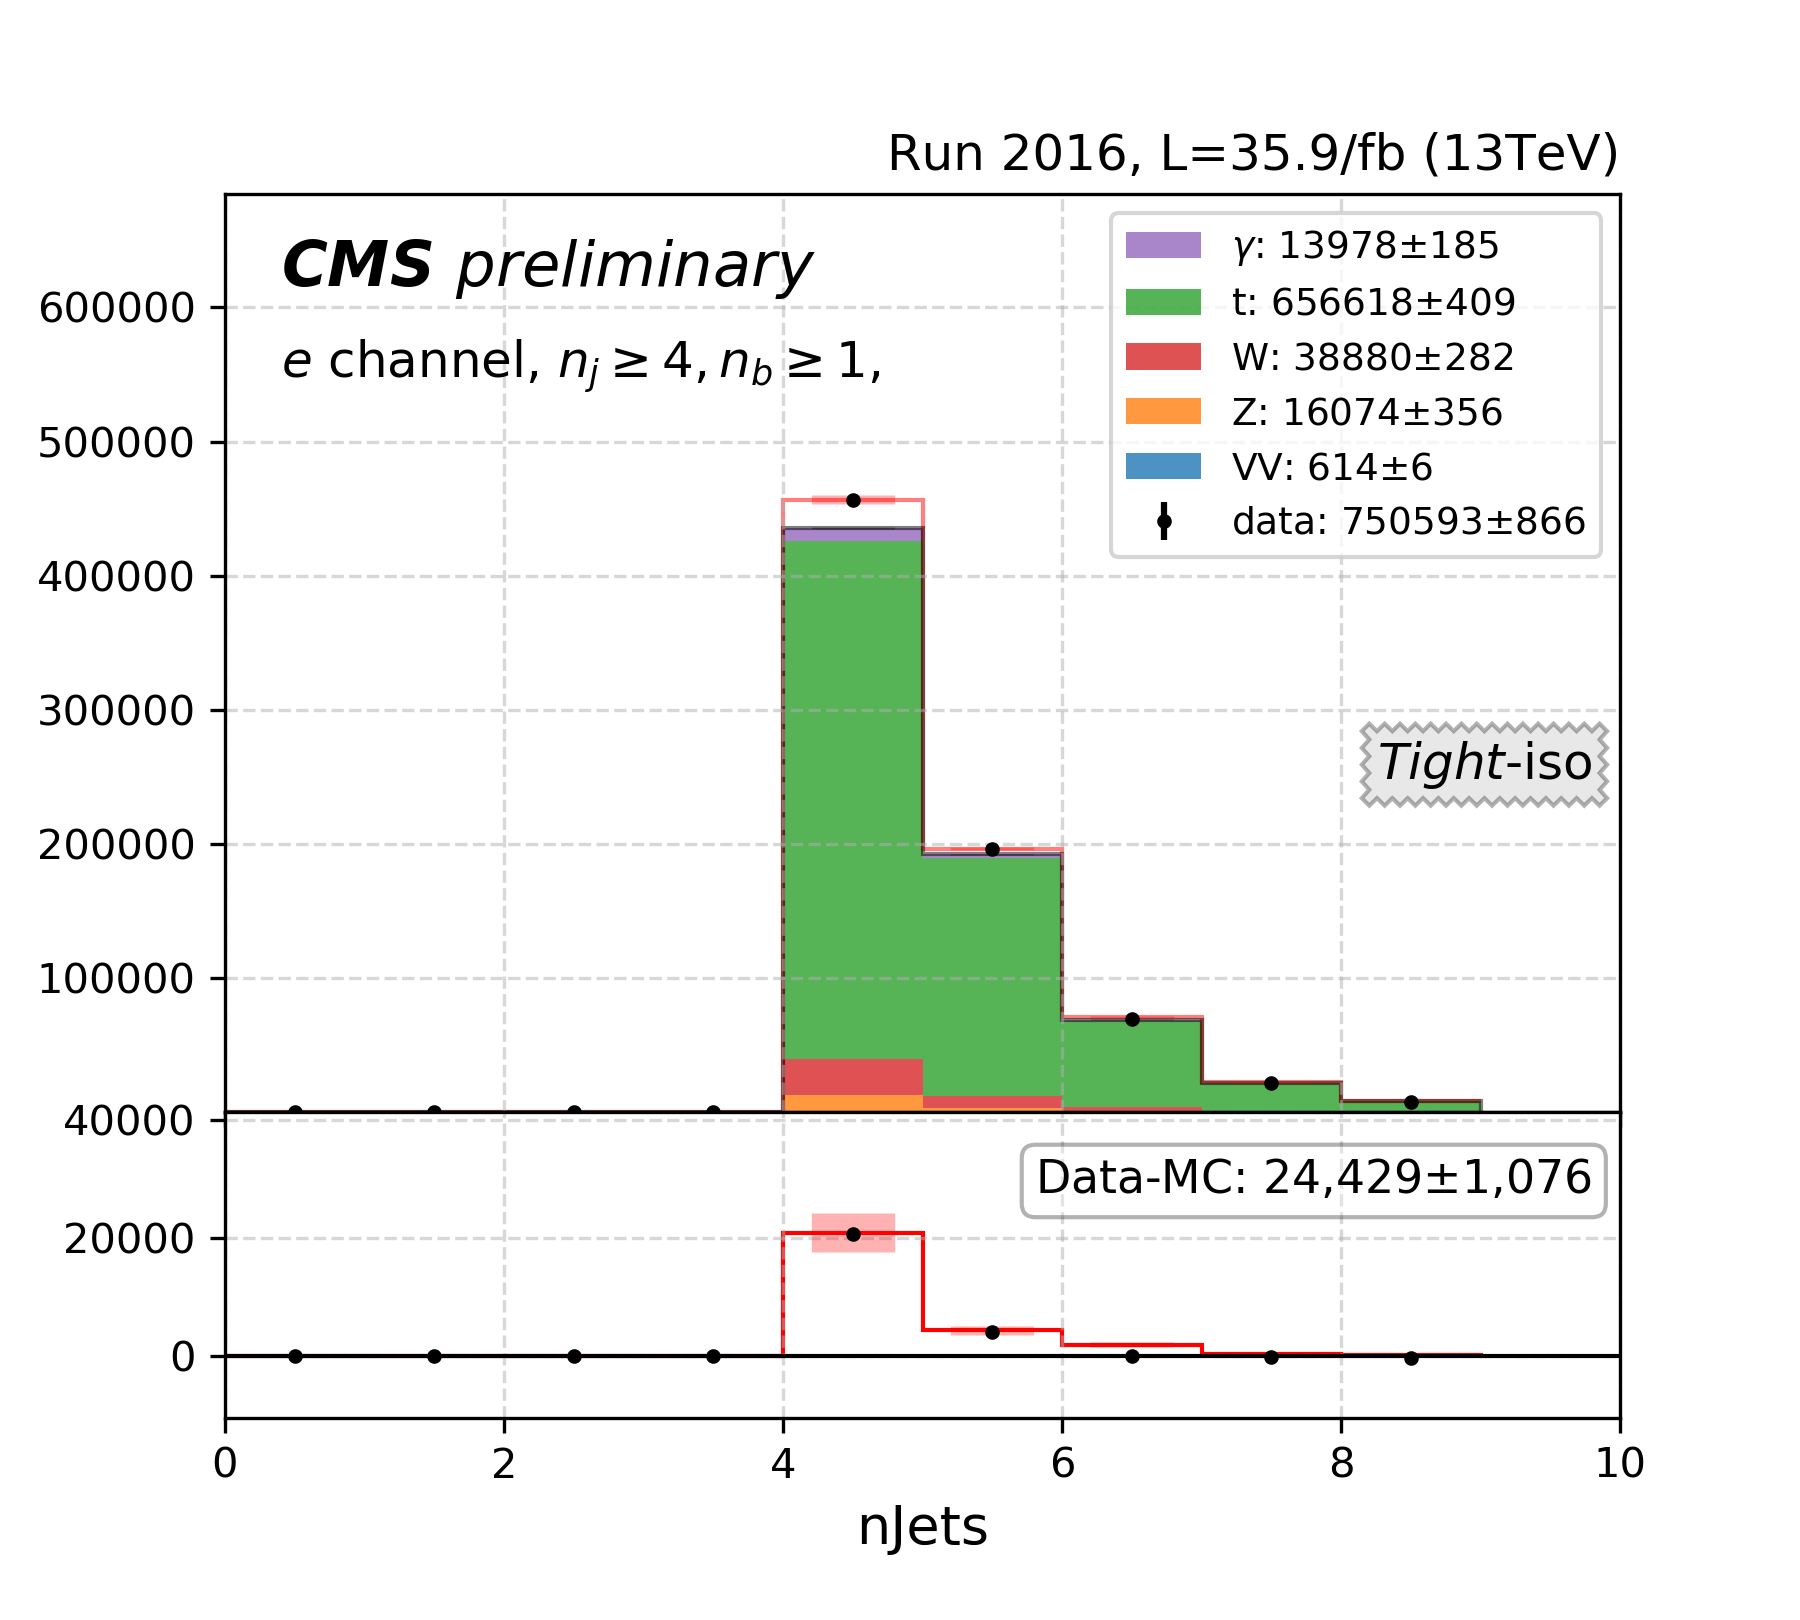 Run 2016, L=35.9/fb (13TeV)
CMS preliminary
e channel, n_j ≥ 4, n_b ≥ 1,
γ: 13978±185
t: 656618±409
W: 38880±282
Z: 16074±356
VV: 614±6
data: 750593±866
600000
500000
400000
300000
200000
100000
Tight-iso
40000
20000
0
Data-MC: 24,429±1,076
0 2 4 6 8 10
nJets